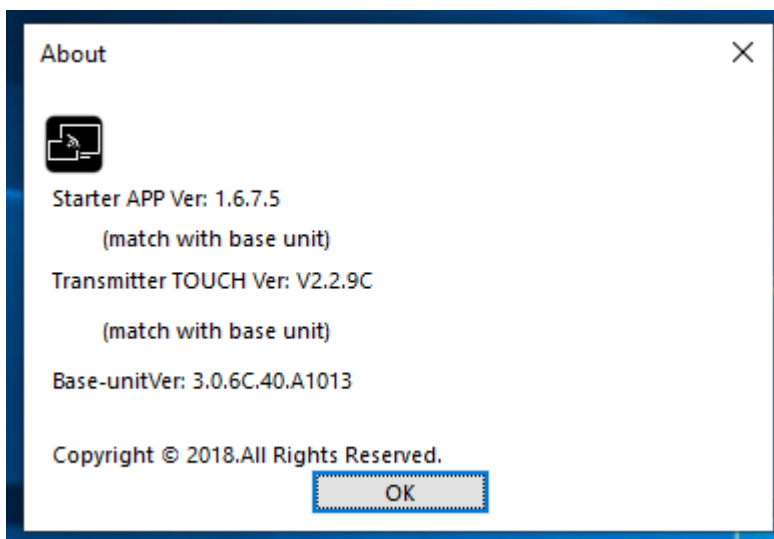 About
Starter APP Ver: 1.6.7.5
(match with base unit)
Transmitter TOUCH Ver: V2.2.9C
(match with base unit)
Base-unitVer: 3.0.6C.40.A1013
Copyright © 2018.All Rights Reserved.
OK